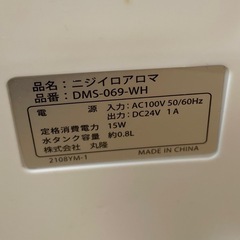 品名：ニジイロアロマ
品番：DMS-069-WH
電源 入力：AC100V 50/60Hz
出力：DC24V 1A
定格消費電力 15W
水タンク容量 約0.8L
株式会社 丸隆
2108YM-1 MADE IN CHINA